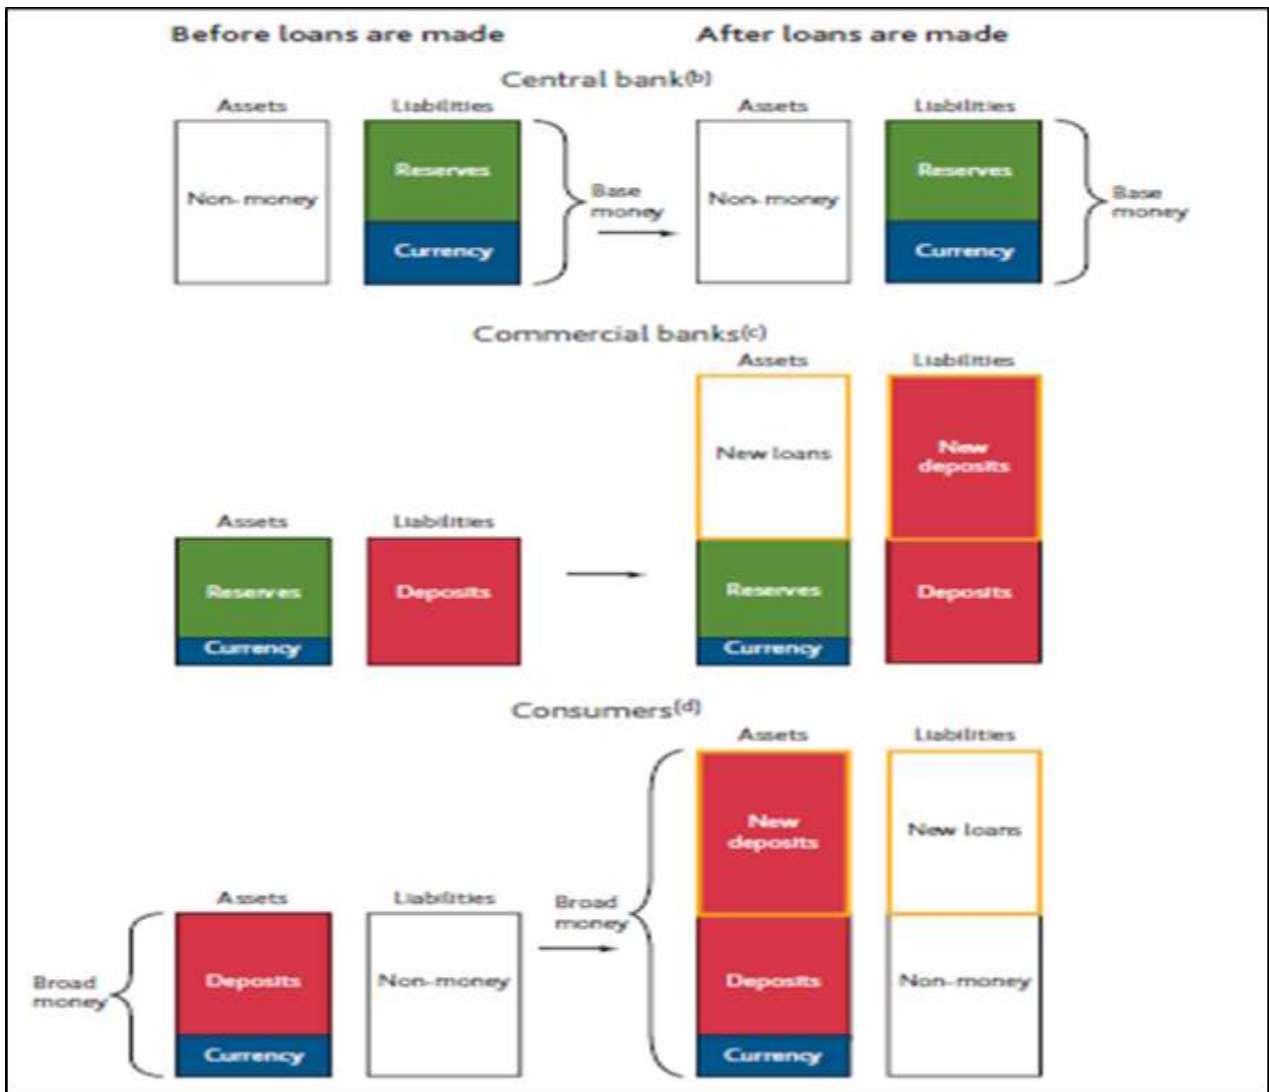 Before loans are made
After loans are made
Central bank(b)
Assets
Liabilities
Assets
Liabilities
Non-money
Reserves
Currency
Base
money
Non-money
Reserves
Currency
Base
money
Commercial banks(c)
Assets
Liabilities
New loans
New
deposits
Assets
Liabilities
Reserves
Currency
Deposits
Reserves
Currency
Deposits
Consumers(d)
Assets
Liabilities
New
deposits
New loans
Assets
Liabilities
Broad
money
Broad
money
Deposits
Currency
Non-money
Deposits
Currency
Non-money